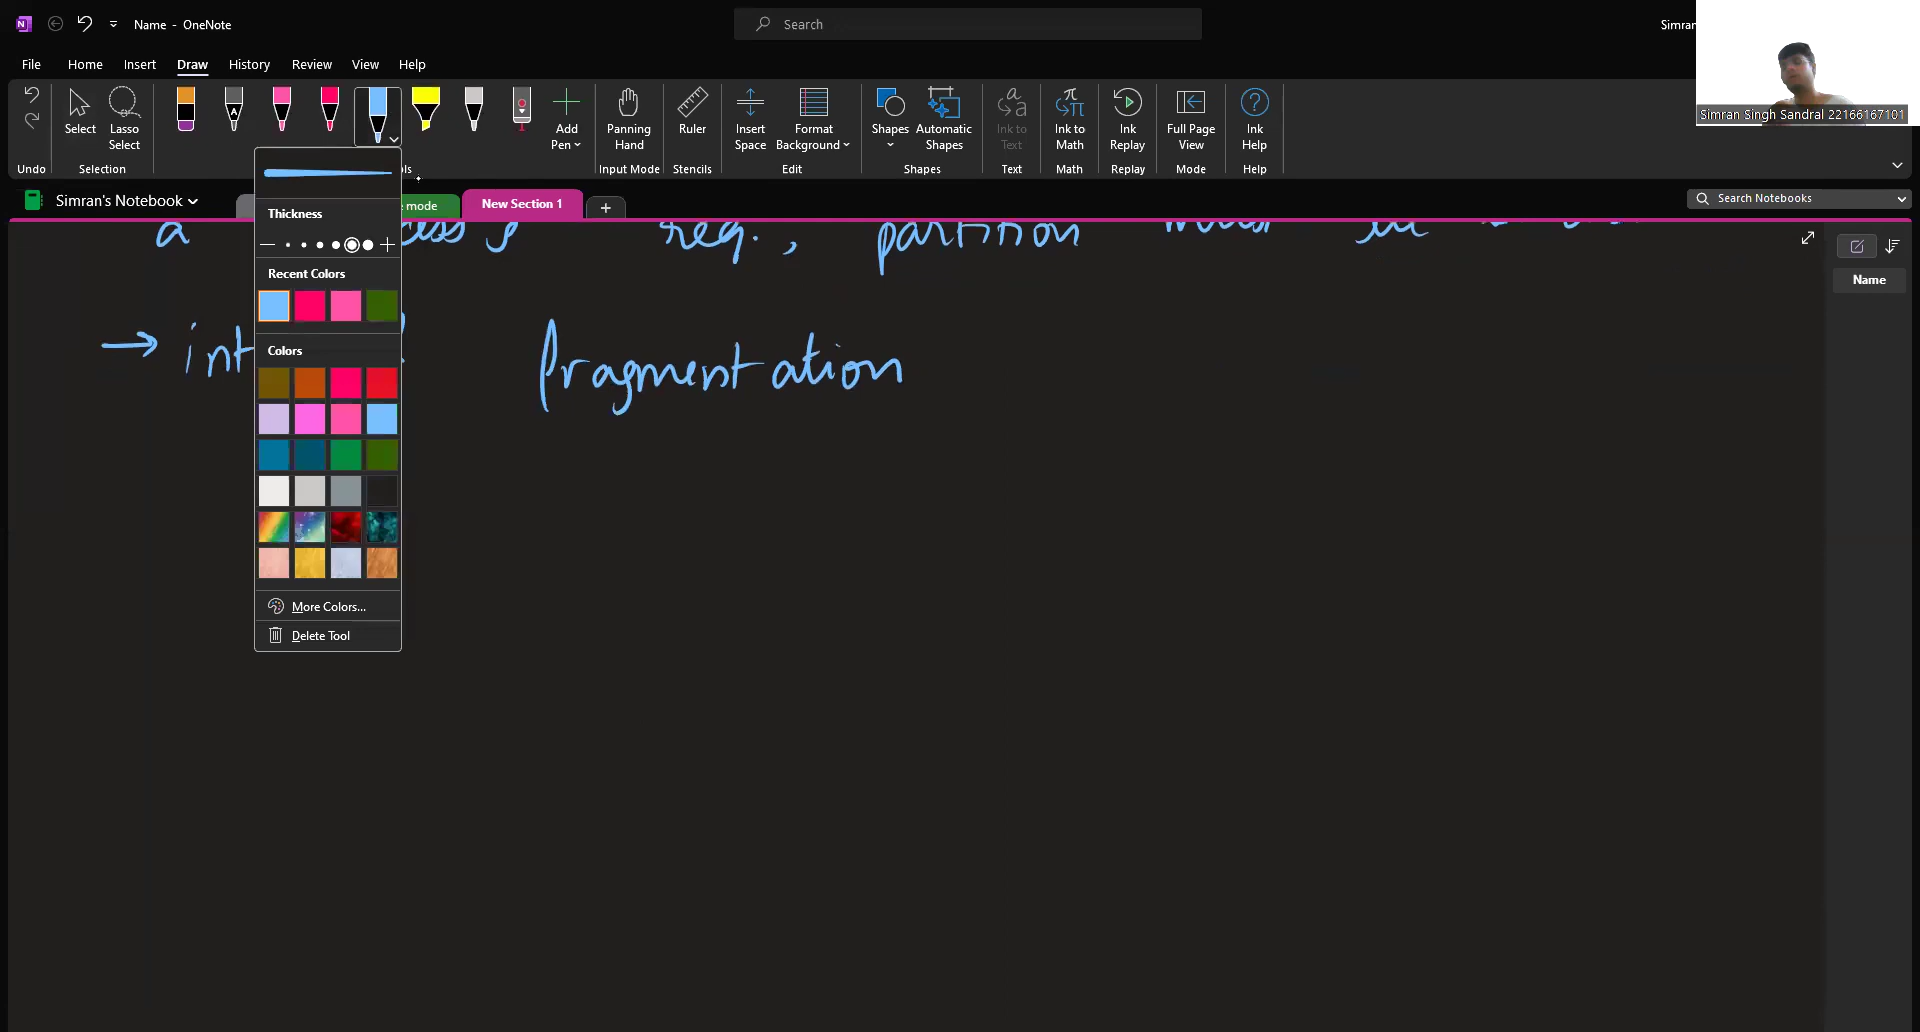 Name - OneNote
Search
Simran
File Home Insert Draw History Review View Help
Simran Singh Sandral 22166167101
Select
Lasso Select
Add Pen
Panning Hand
Ruler
Insert Space
Format Background
Shapes
Automatic Shapes
Ink to Text
Ink to Math
Ink Replay
Full Page View
Ink Help
Undo Selection ols Input Mode Stencils Edit Shapes Text Math Replay Mode Help
Simran's Notebook
e mode
New Section 1
Search Notebooks
Thickness
a req., partition
Name
Recent Colors
→ int fragmentation
Colors
More Colors...
Delete Tool